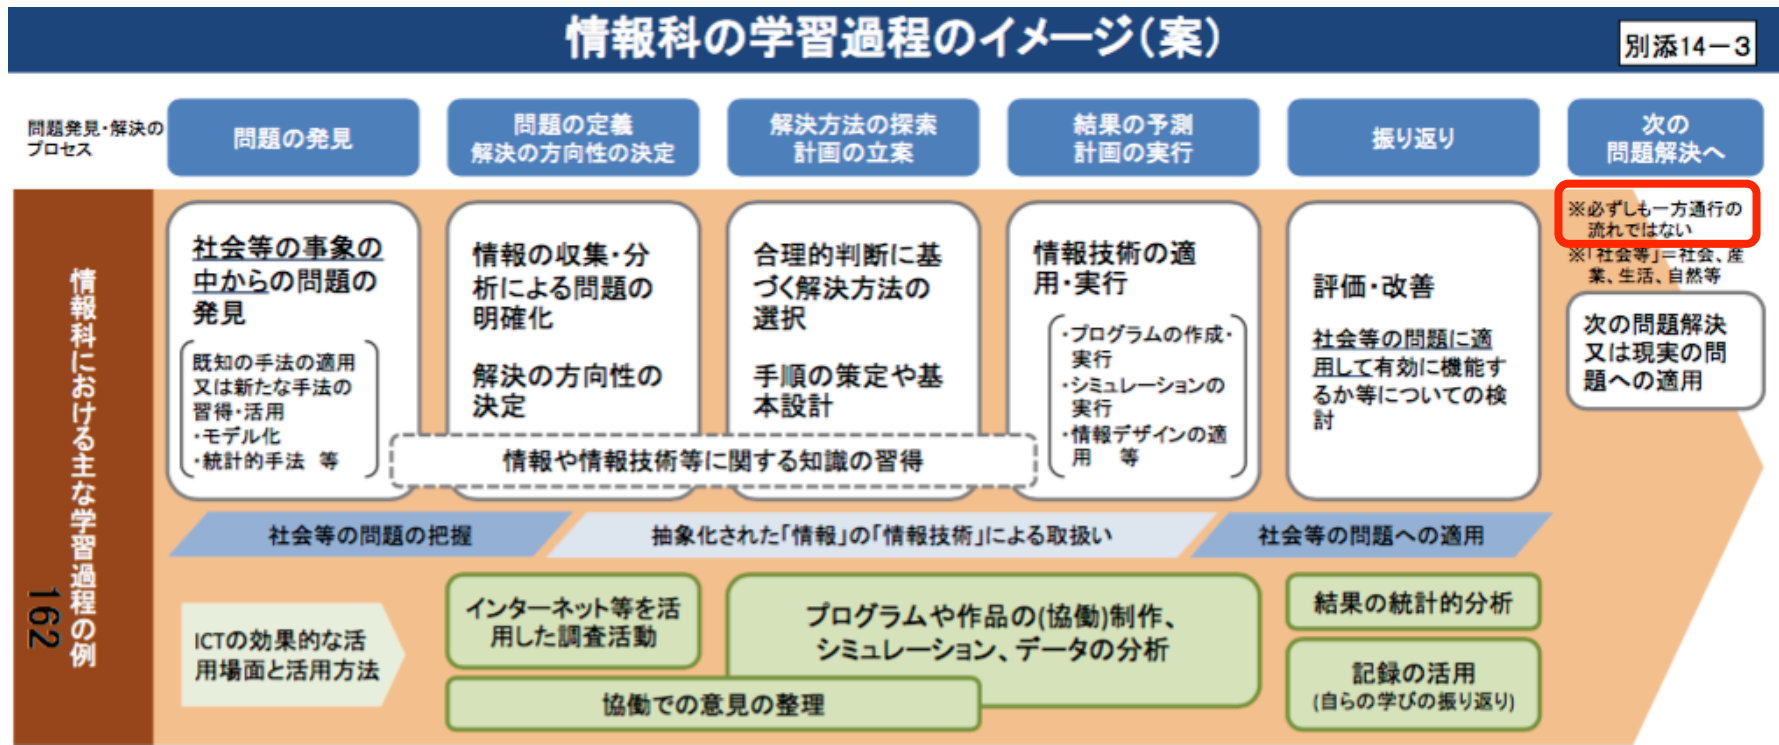 情報科の学習過程のイメージ(案)
別添14－3
問題発見・解決の
プロセス
問題の発見
問題の定義
解決の方向性の決定
解決方法の探索
計画の立案
結果の予測
計画の実行
振り返り
次の
問題解決へ
情報科における主な学習過程の例
162
社会等の事象の
中からの問題の
発見
既知の手法の適用
又は新たな手法の
習得・活用
・モデル化
・統計的手法 等
情報の収集・分
析による問題の
明確化
解決の方向性の
決定
合理的判断に基
づく解決方法の
選択
手順の策定や基
本設計
情報や情報技術等に関する知識の習得
情報技術の適
用・実行
・プログラムの作成・
実行
・シミュレーションの
実行
・情報デザインの適
用 等
評価・改善
社会等の問題に適
用して有効に機能す
るか等についての検
討
※必ずしも一方通行の
流れではない
※「社会等」＝社会、産
業、生活、自然等
次の問題解決
又は現実の問
題への適用
社会等の問題の把握
抽象化された「情報」の「情報技術」による取扱い
社会等の問題への適用
ICTの効果的な活
用場面と活用方法
インターネット等を活
用した調査活動
プログラムや作品の(協働)制作、
シミュレーション、データの分析
協働での意見の整理
結果の統計的分析
記録の活用
(自らの学びの振り返り)